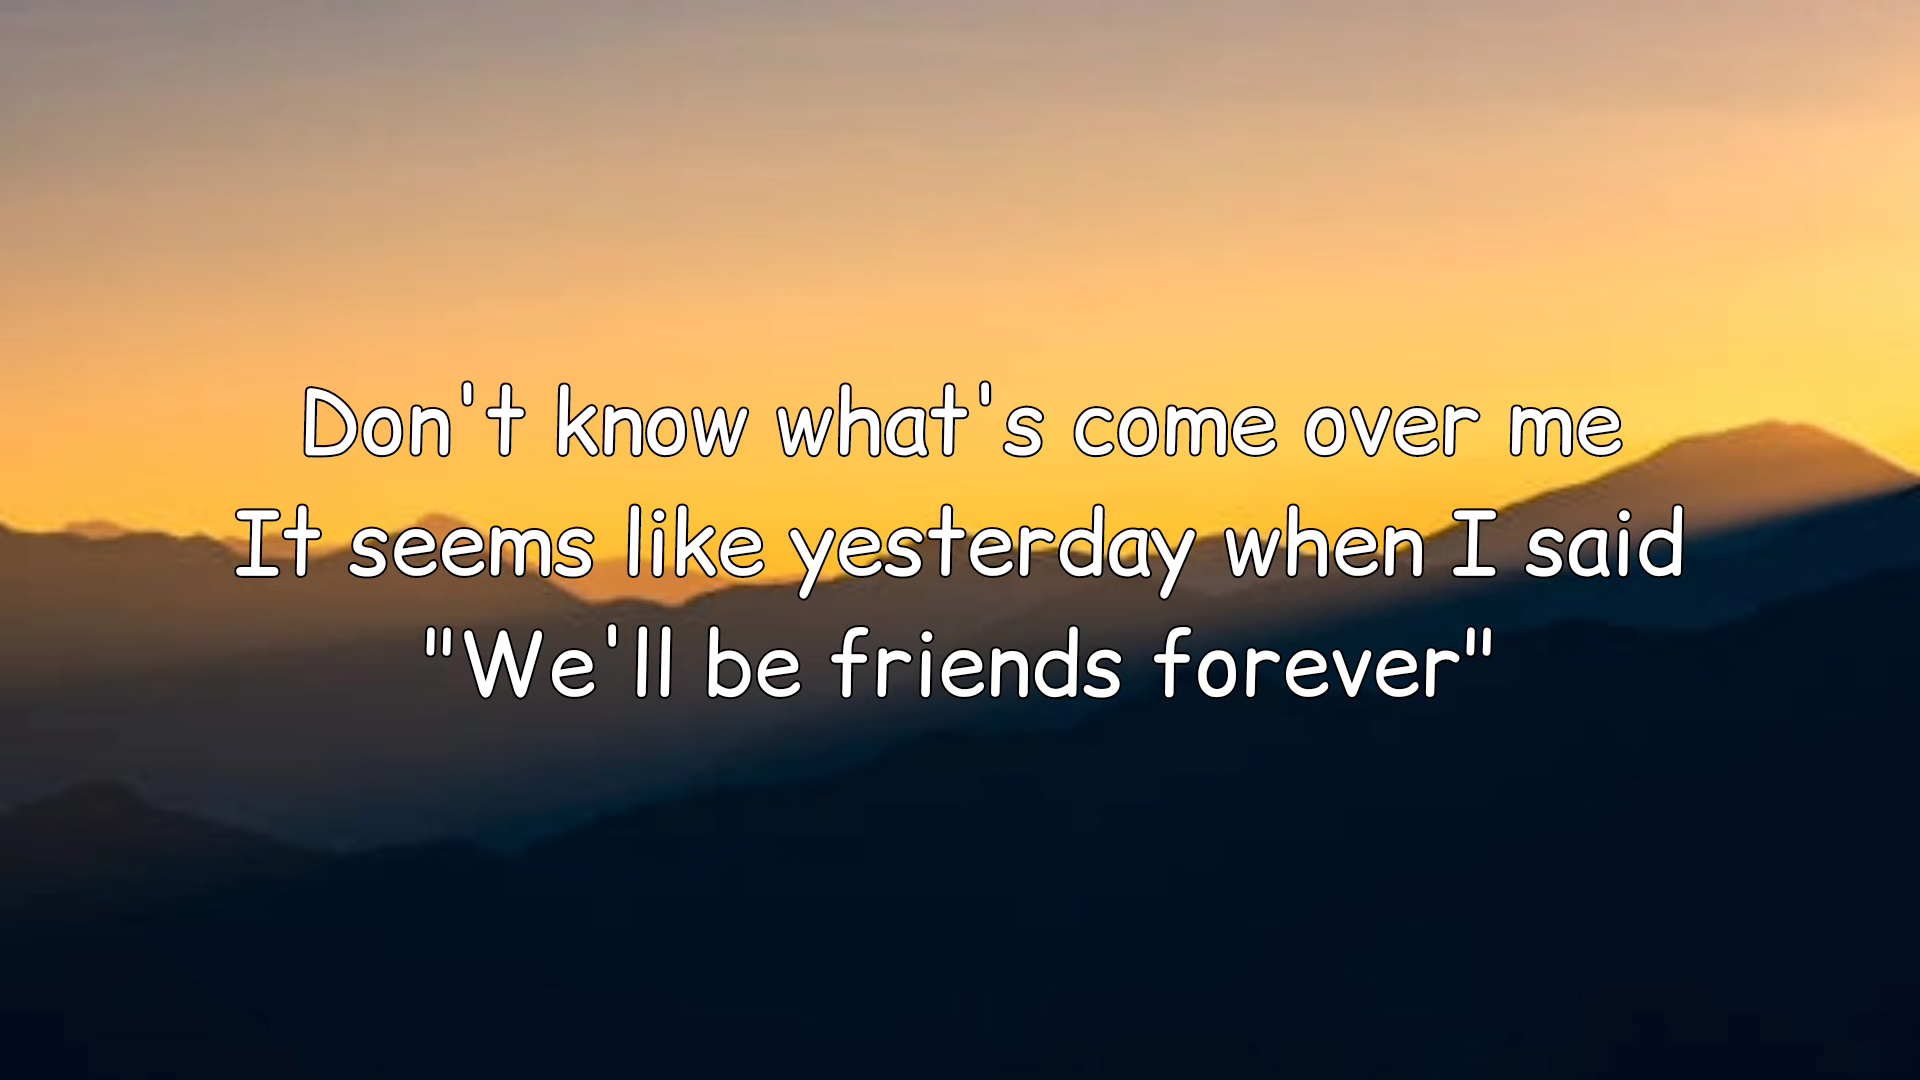 Don't know what's come over me
It seems like yesterday when I said
"We'll be friends forever"